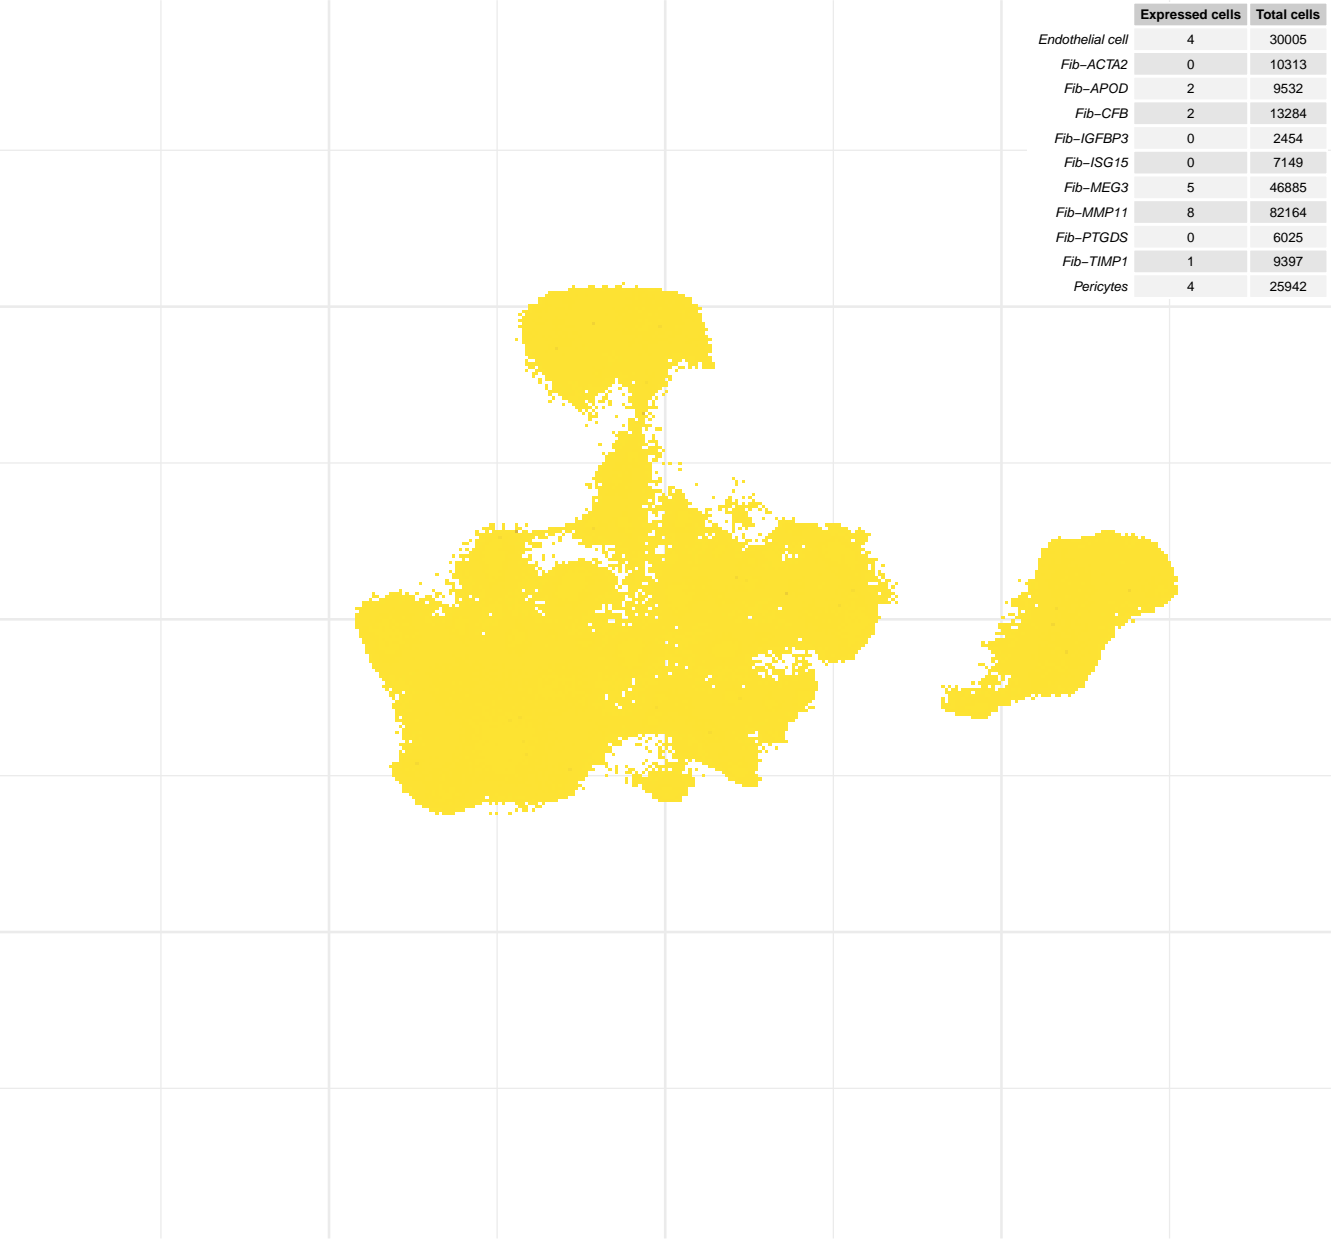 Expressed cells Total cells
Endothelial cell 4 30005
Fib−ACTA2 0 10313
Fib−APOD 2 9532
Fib−CFB 2 13284
Fib−IGFBP3 0 2454
Fib−ISG15 0 7149
Fib−MEG3 5 46885
Fib−MMP11 8 82164
Fib−PTGDS 0 6025
Fib−TIMP1 1 9397
Pericytes 4 25942